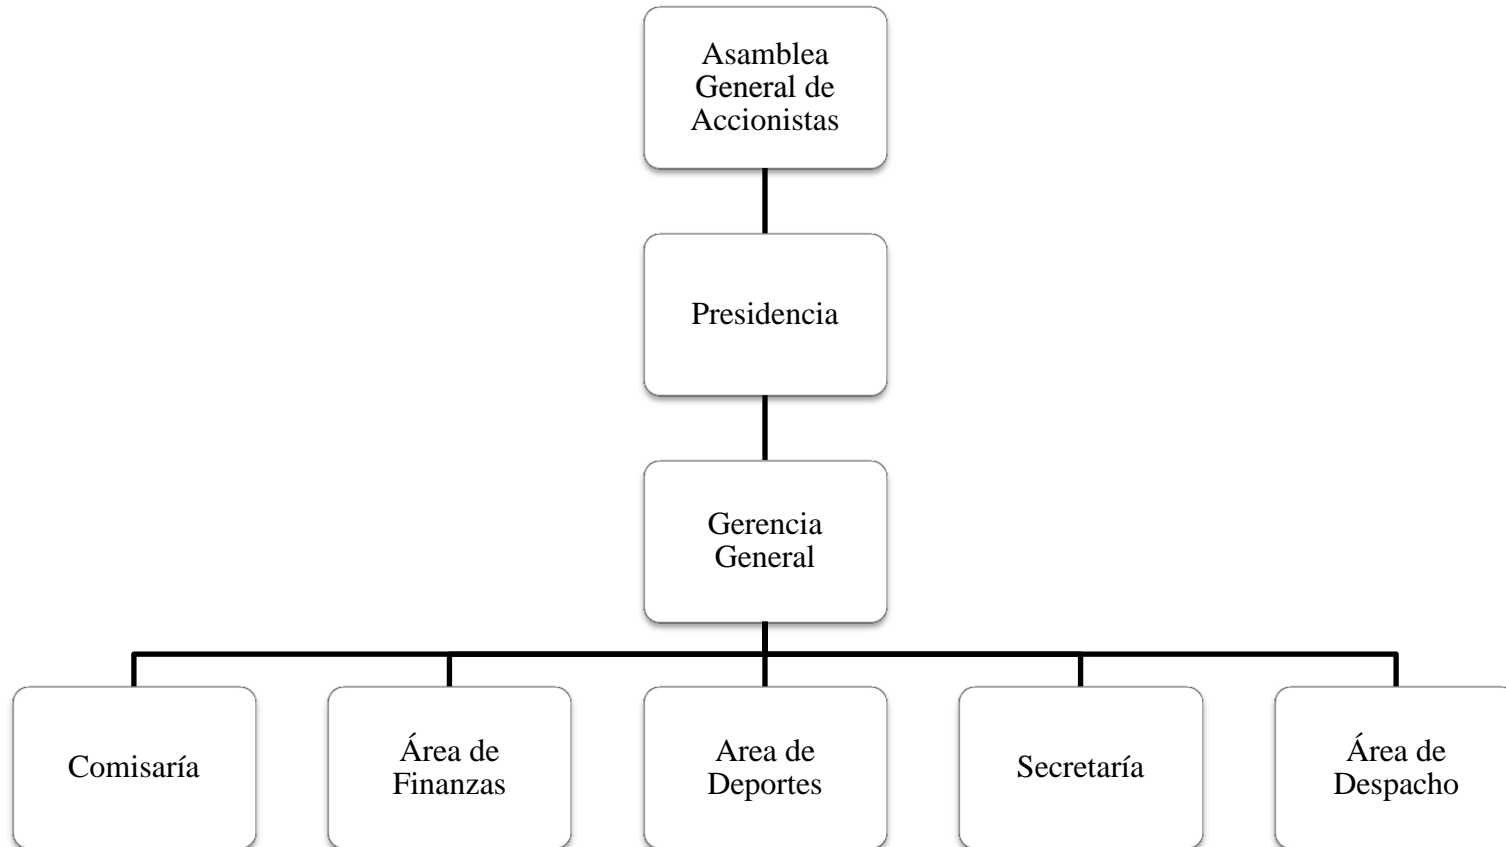 Asamblea
General de
Accionistas
Presidencia
Gerencia
General
Comisaría
Área de
Finanzas
Area de
Deportes
Secretaría
Área de
Despacho